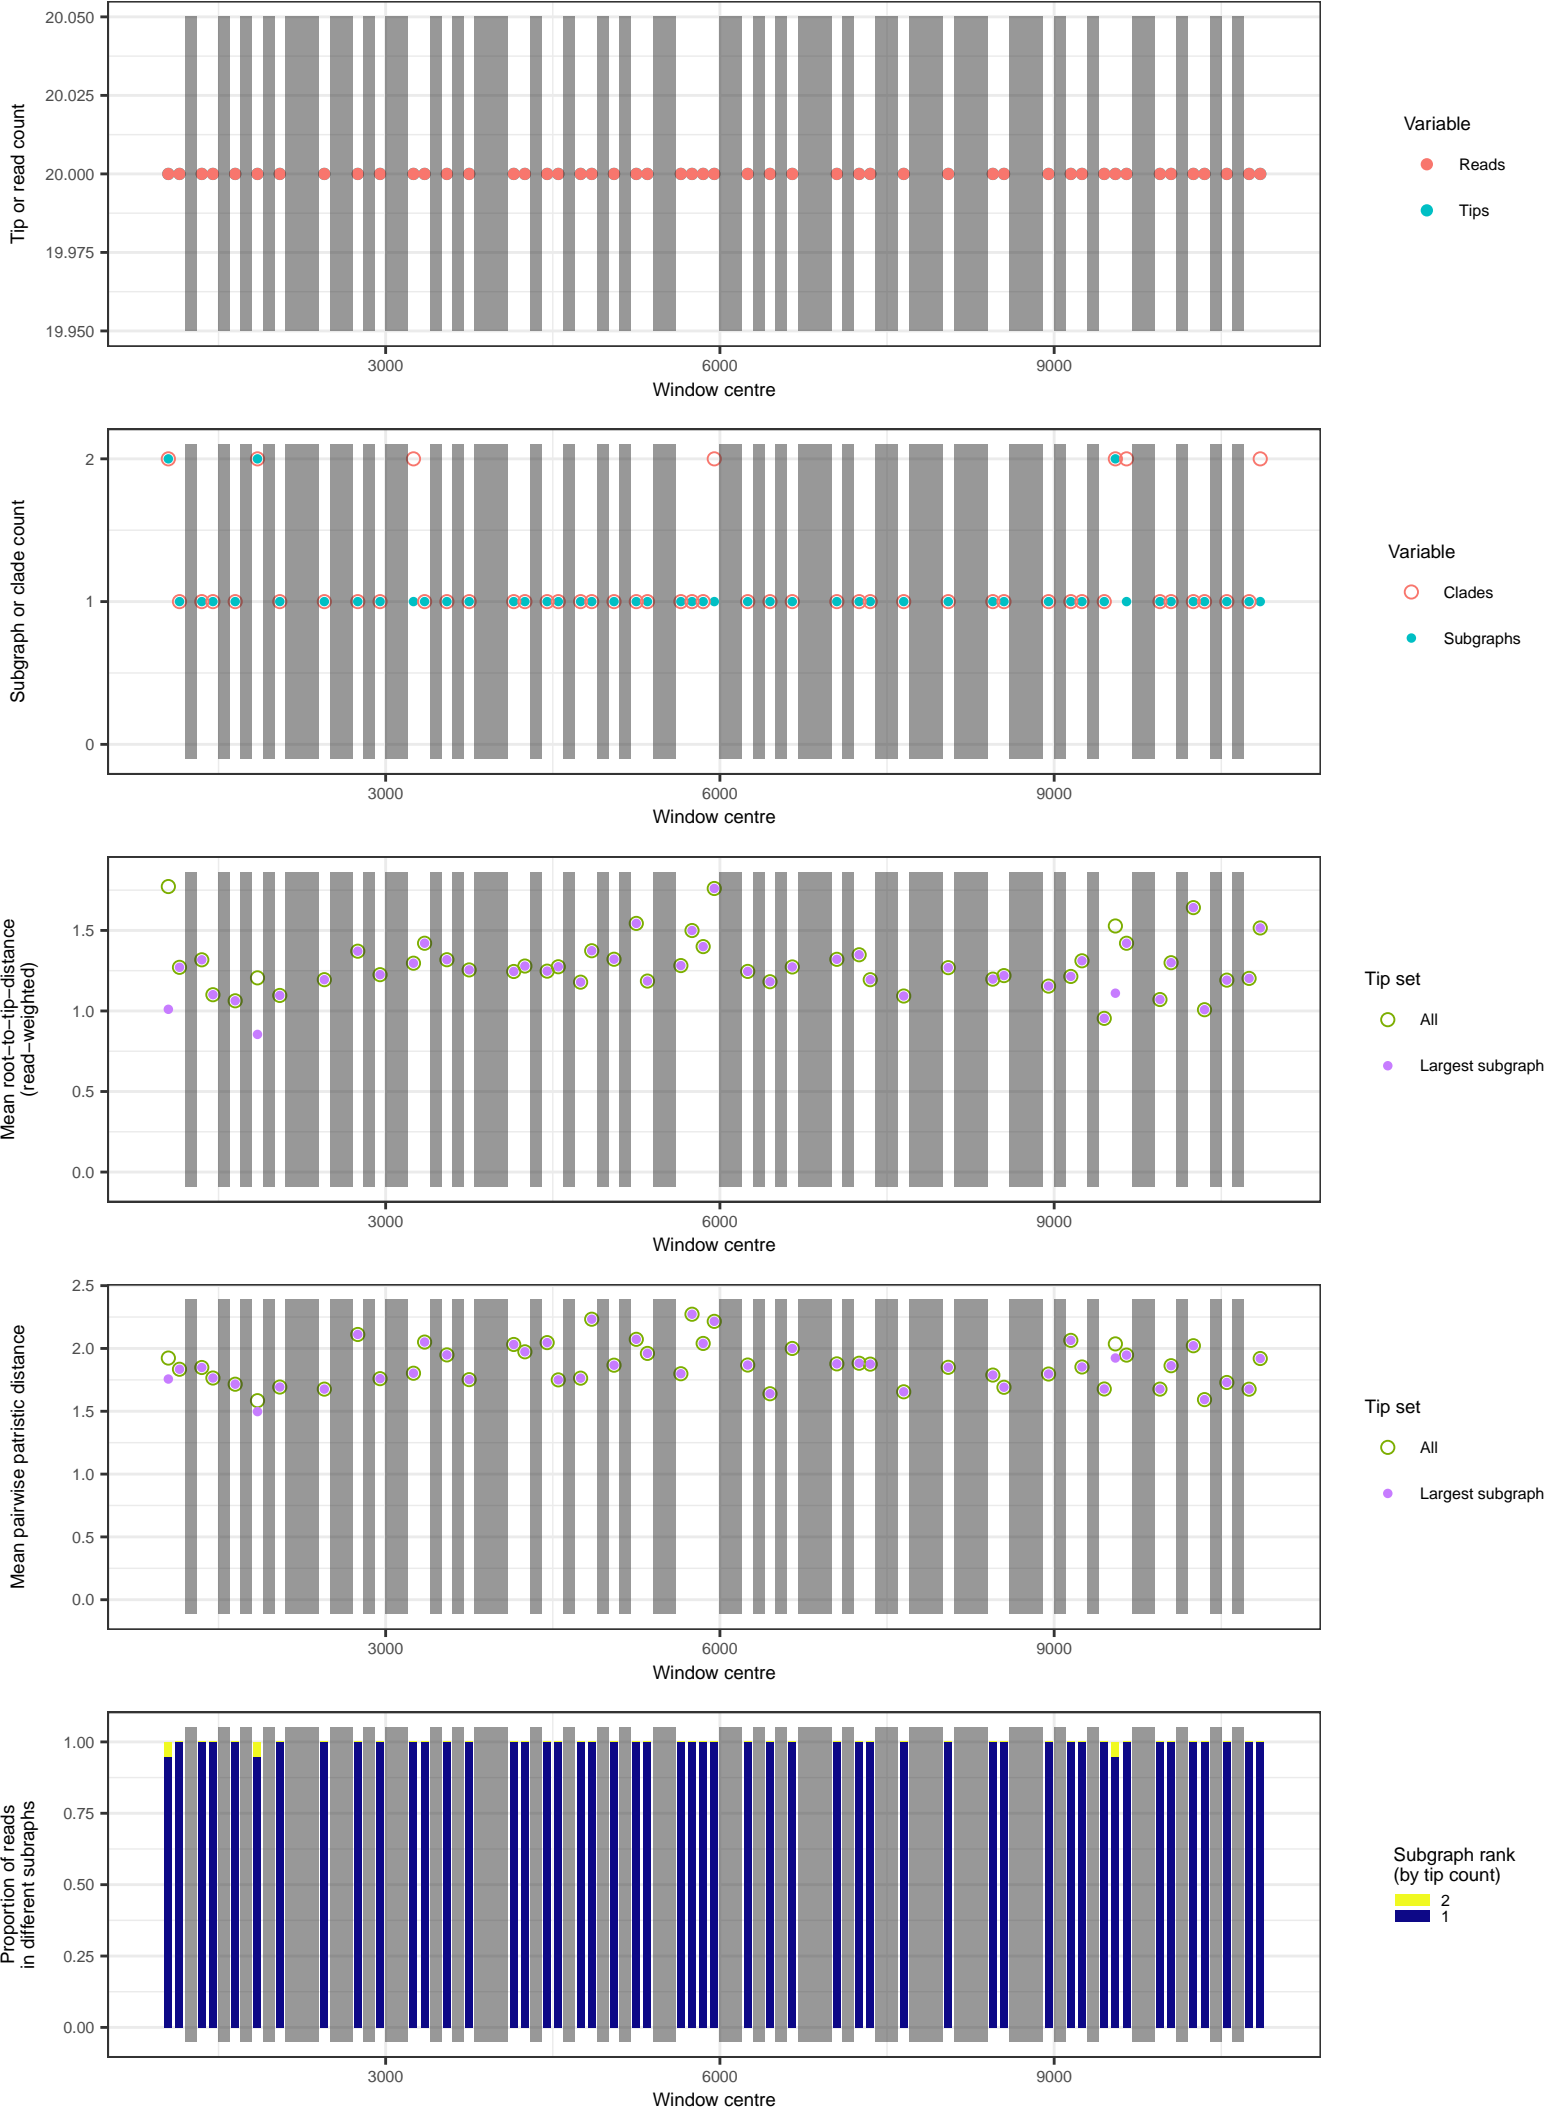 20.050
20.025
20.000
19.975
19.950
Tip or read count
3000
6000
9000
Window centre
Variable
Reads
Tips
2
1
0
Subgraph or clade count
3000
6000
9000
Window centre
Variable
Clades
Subgraphs
1.5
1.0
0.5
0.0
Mean root−to−tip−distance
(read−weighted)
3000
6000
9000
Window centre
Tip set
All
Largest subgraph
2.5
2.0
1.5
1.0
0.5
0.0
Mean pairwise patristic distance
3000
6000
9000
Window centre
Tip set
All
Largest subgraph
1.00
0.75
0.50
0.25
0.00
Proportion of reads
in different subraphs
3000
6000
9000
Window centre
Subgraph rank
(by tip count)
2
1